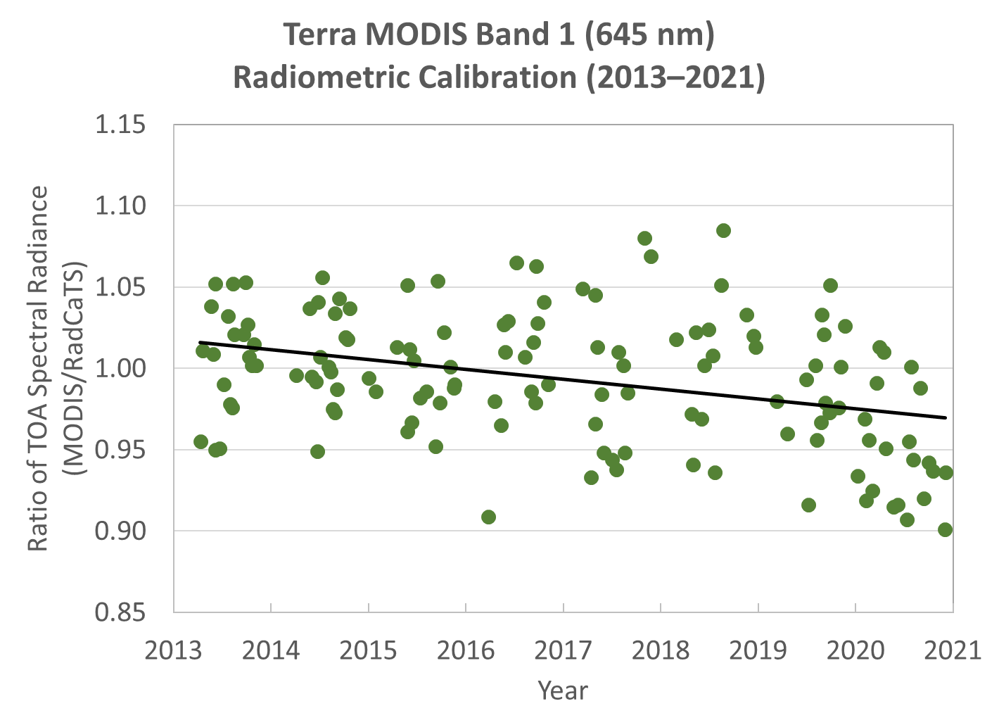 Terra MODIS Band 1 (645 nm)
Radiometric Calibration (2013–2021)
Ratio of TOA Spectral Radiance
(MODIS/RadCaTS)
1.15
1.10
1.05
1.00
0.95
0.90
0.85
2013 2014 2015 2016 2017 2018 2019 2020 2021
Year